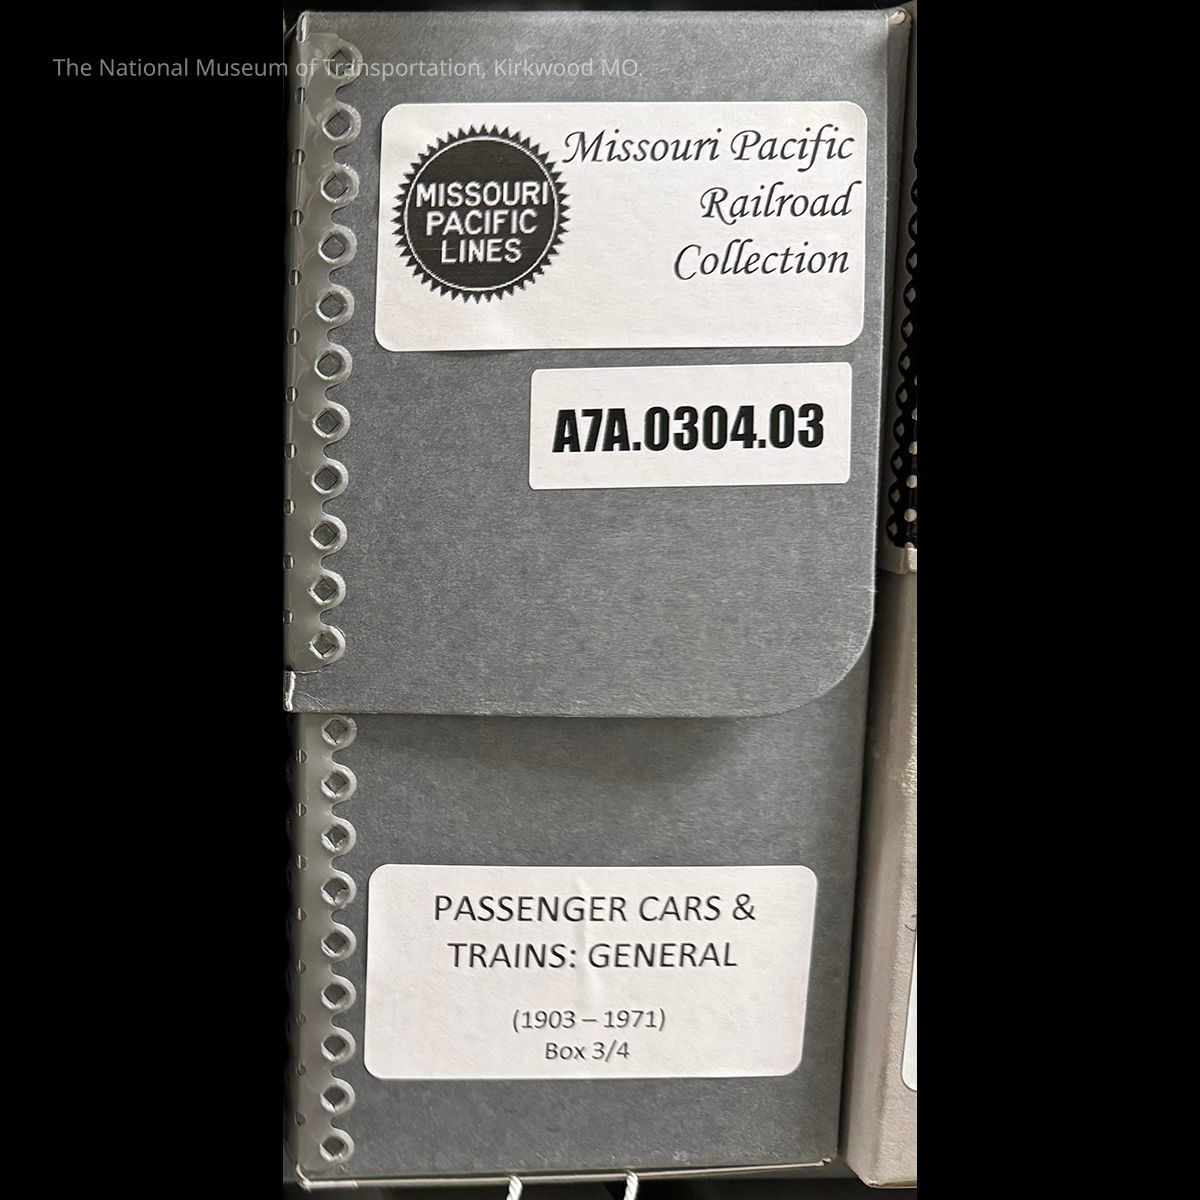 The National Museum of Transportation, Kirkwood MO.
MISSOURI
PACIFIC
LINES
Missouri Pacific
Railroad
Collection
A7A.0304.03
PASSENGER CARS &
TRAINS: GENERAL
(1903 – 1971)
Box 3/4